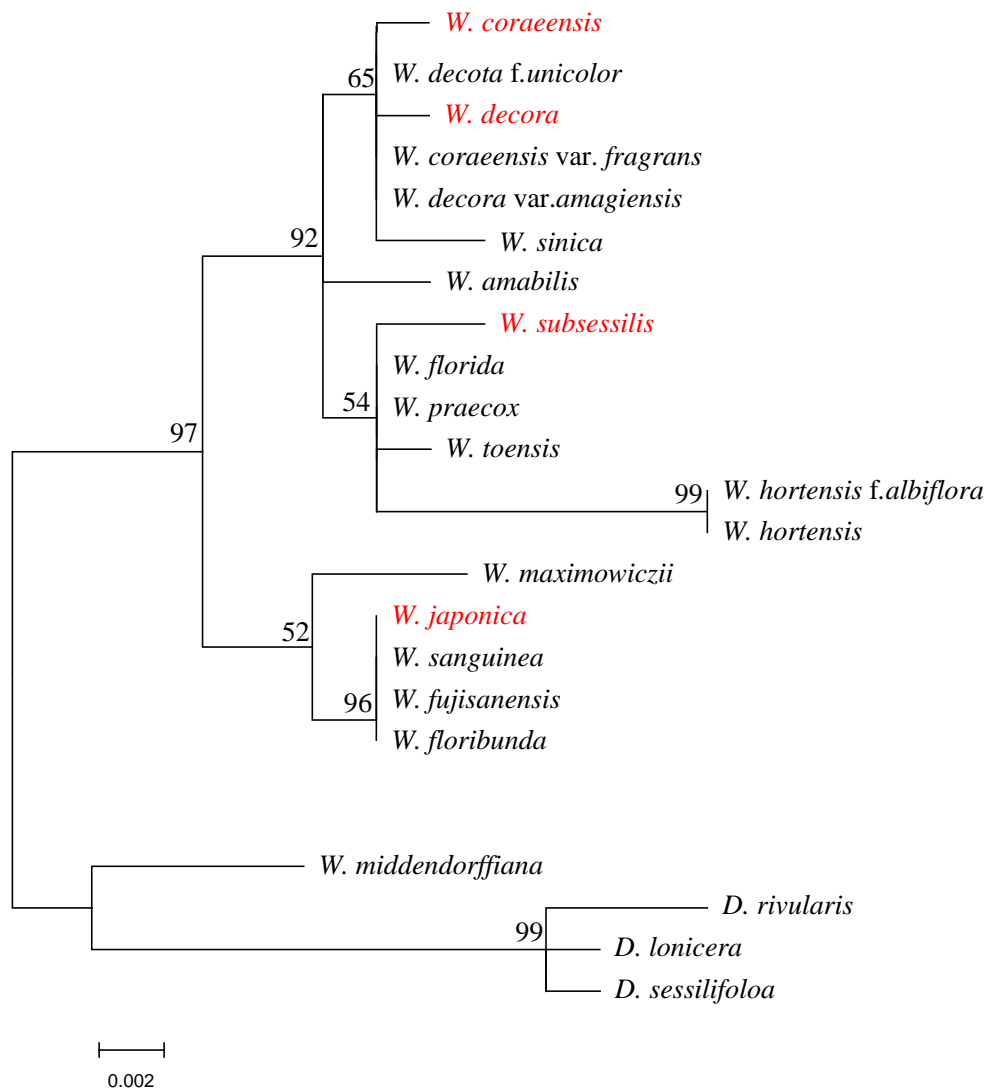 W. coraeensis
65
W. decota f.unicolor
W. decora
W. coraeensis var. fragrans
W. decora var.amagiensis
92
W. sinica
W. amabilis
W. subsessilis
W. florida
54
W. praecox
97
W. toensis
99
W. hortensis f.albiflora
W. hortensis
W. maximowiczii
W. japonica
52
W. sanguinea
96
W. fujisanensis
W. floribunda
W. middendorffiana
D. rivularis
99
D. lonicera
D. sessilifoloa
0.002